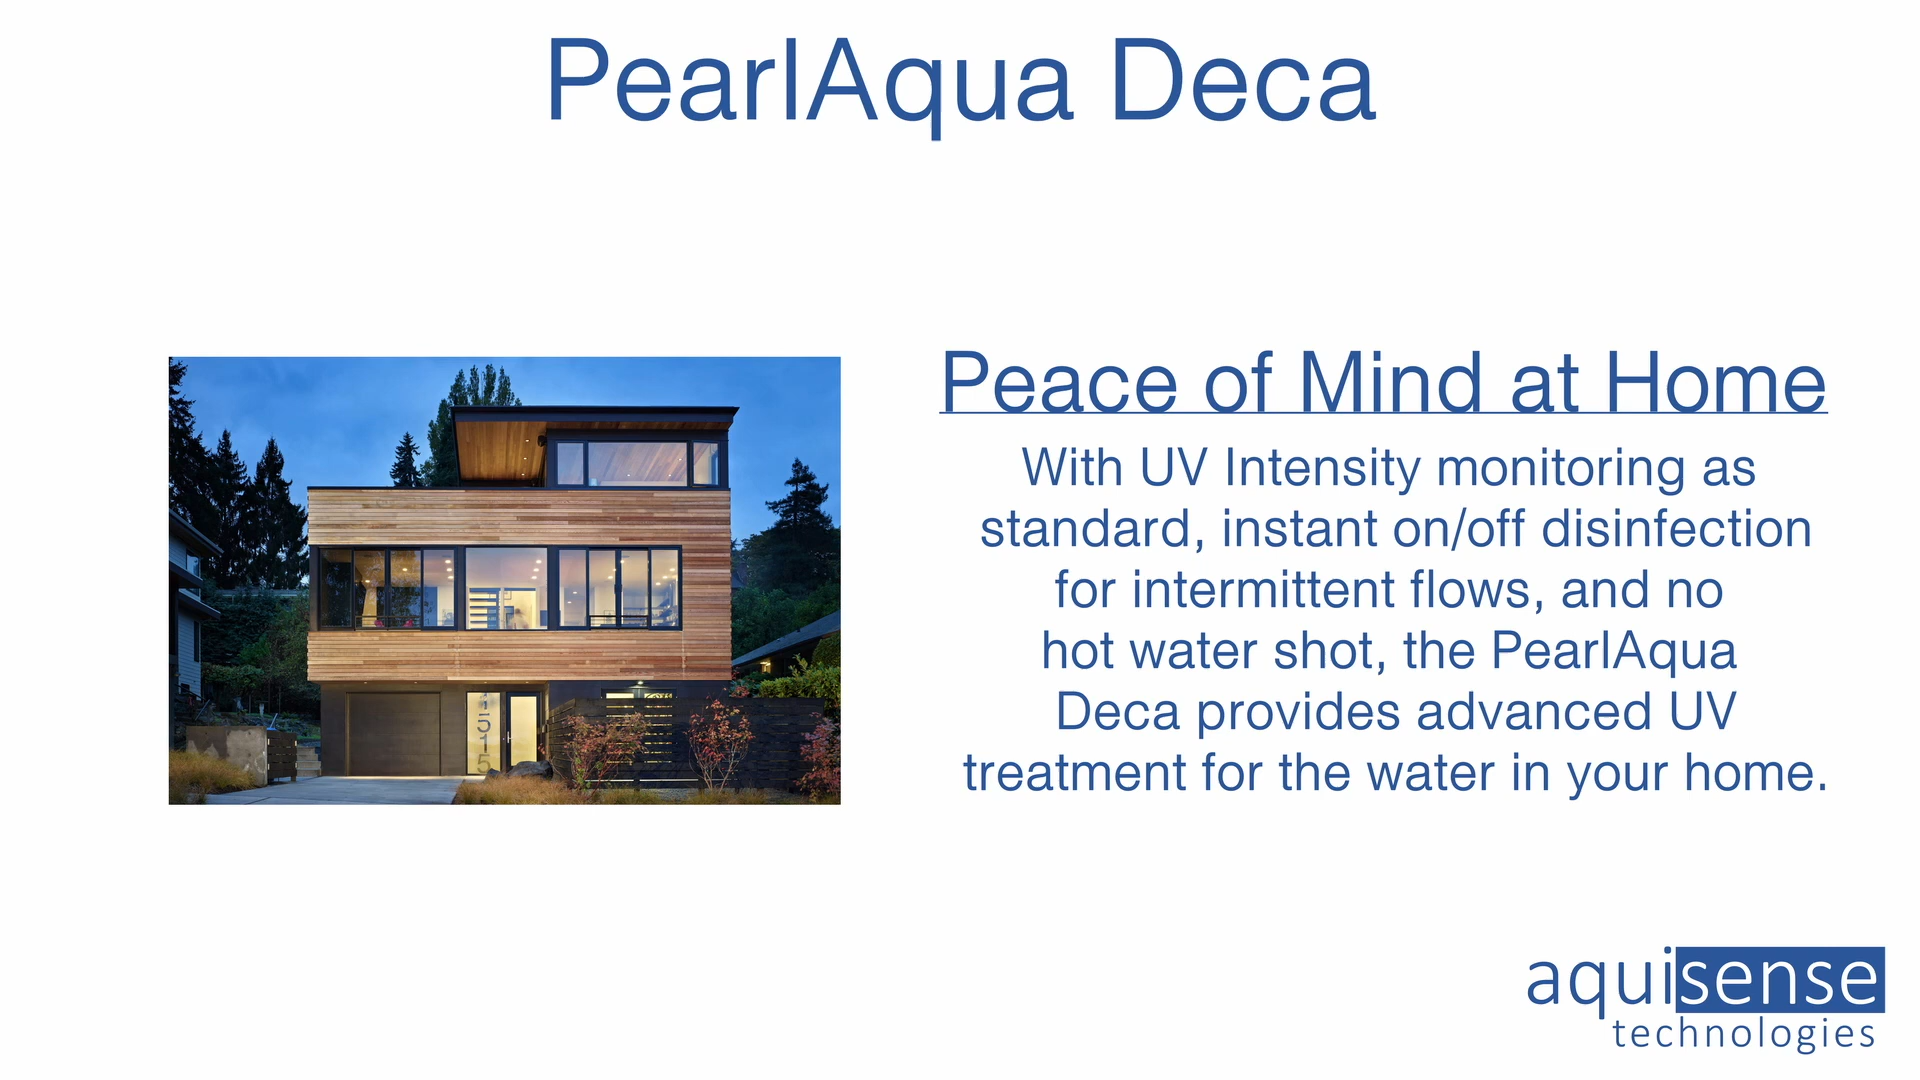 PearlAqua Deca
Peace of Mind at Home
With UV Intensity monitoring as
standard, instant on/off disinfection
for intermittent flows, and no
hot water shot, the PearlAqua
Deca provides advanced UV
treatment for the water in your home.
1515
aquisense
technologies